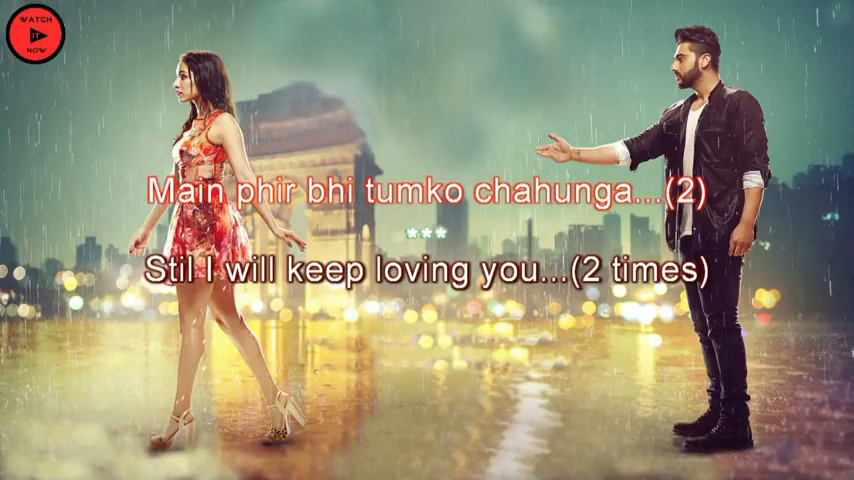 WATCH
IT
NOW
Main phir bhi tumko chahunga...(2)
***
Stil I will keep loving you...(2 times)